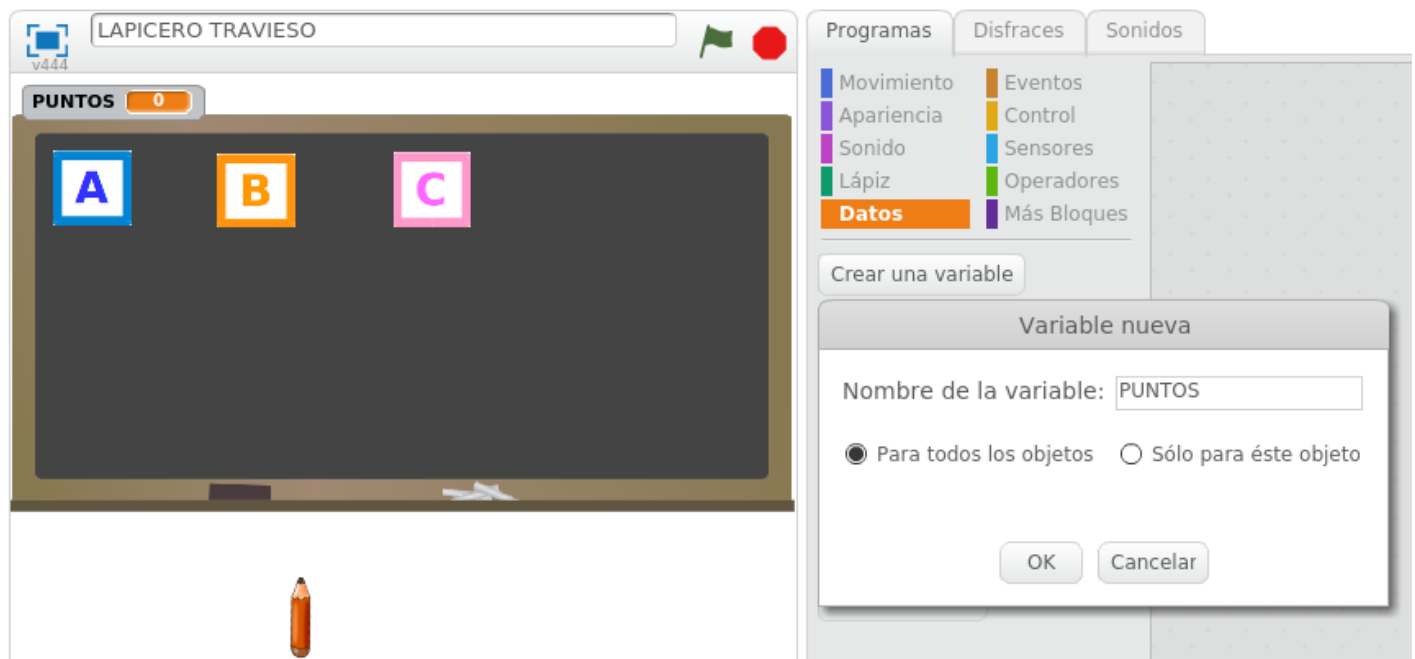 LAPICERO TRAVIESO
v444
PUNTOS 0
A B C
Programas Disfraces Sonidos
Movimiento Eventos
Apariencia Control
Sonido Sensores
Lápiz Operadores
Datos Más Bloques
Crear una variable
Variable nueva
Nombre de la variable: PUNTOS
Para todos los objetos Sólo para éste objeto
OK Cancelar